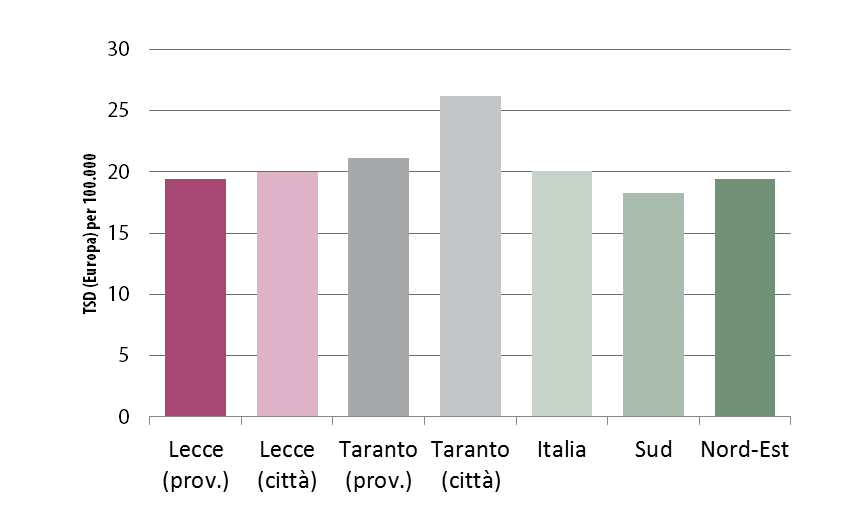 30
25
20
15
10
5
0
TSD (Europa) per 100.000
Lecce (prov.)
Lecce (città)
Taranto (prov.)
Taranto (città)
Italia
Sud
Nord-Est